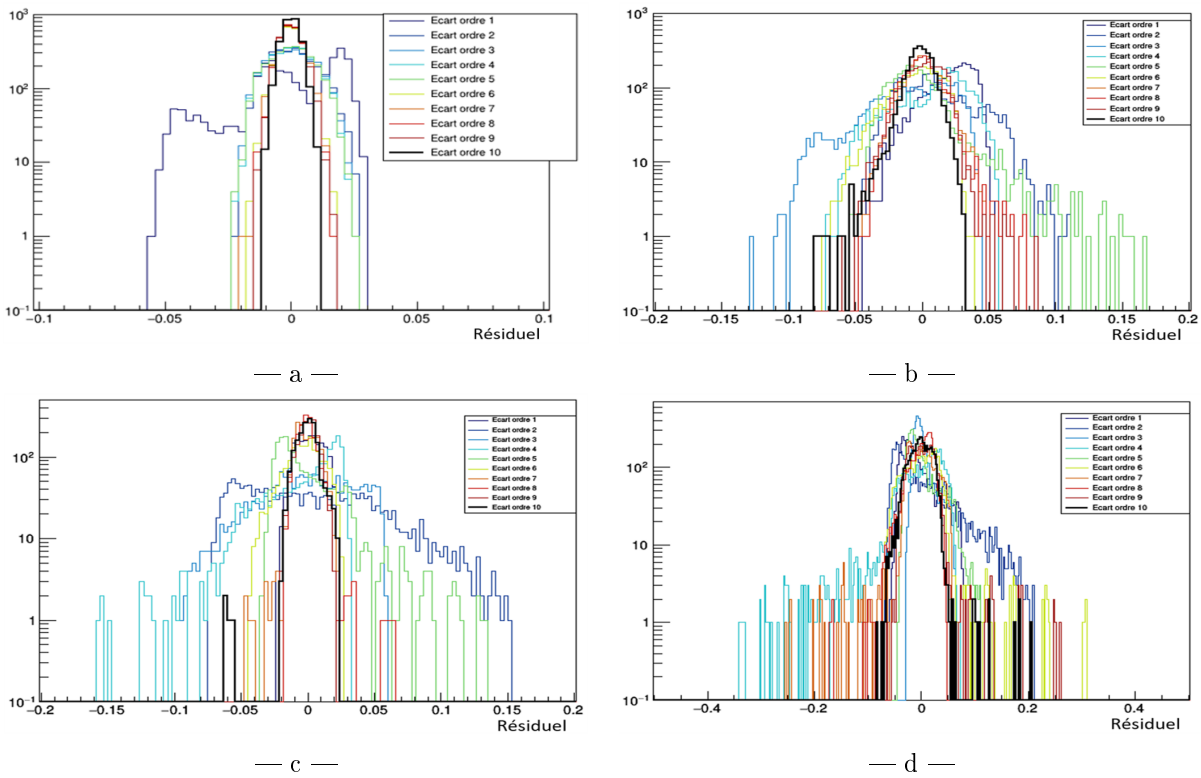 10³
10²
10
1
10⁻¹
−0.1
−0.05
0
0.05
0.1
Résiduel
Ecart ordre 1
Ecart ordre 2
Ecart ordre 3
Ecart ordre 4
Ecart ordre 5
Ecart ordre 6
Ecart ordre 7
Ecart ordre 8
Ecart ordre 9
Ecart ordre 10
— a —
10³
10²
10
1
10⁻¹
−0.2
−0.15
−0.1
−0.05
0
0.05
0.1
0.15
0.2
Résiduel
Ecart ordre 1
Ecart ordre 2
Ecart ordre 3
Ecart ordre 4
Ecart ordre 5
Ecart ordre 6
Ecart ordre 7
Ecart ordre 8
Ecart ordre 9
Ecart ordre 10
— b —
10²
10
1
10⁻¹
−0.2
−0.15
−0.1
−0.05
0
0.05
0.1
0.15
0.2
Résiduel
Ecart ordre 1
Ecart ordre 2
Ecart ordre 3
Ecart ordre 4
Ecart ordre 5
Ecart ordre 6
Ecart ordre 7
Ecart ordre 8
Ecart ordre 9
Ecart ordre 10
— c —
10²
10
1
10⁻¹
−0.4
−0.2
0
0.2
0.4
Résiduel
Ecart ordre 1
Ecart ordre 2
Ecart ordre 3
Ecart ordre 4
Ecart ordre 5
Ecart ordre 6
Ecart ordre 7
Ecart ordre 8
Ecart ordre 9
Ecart ordre 10
— d —